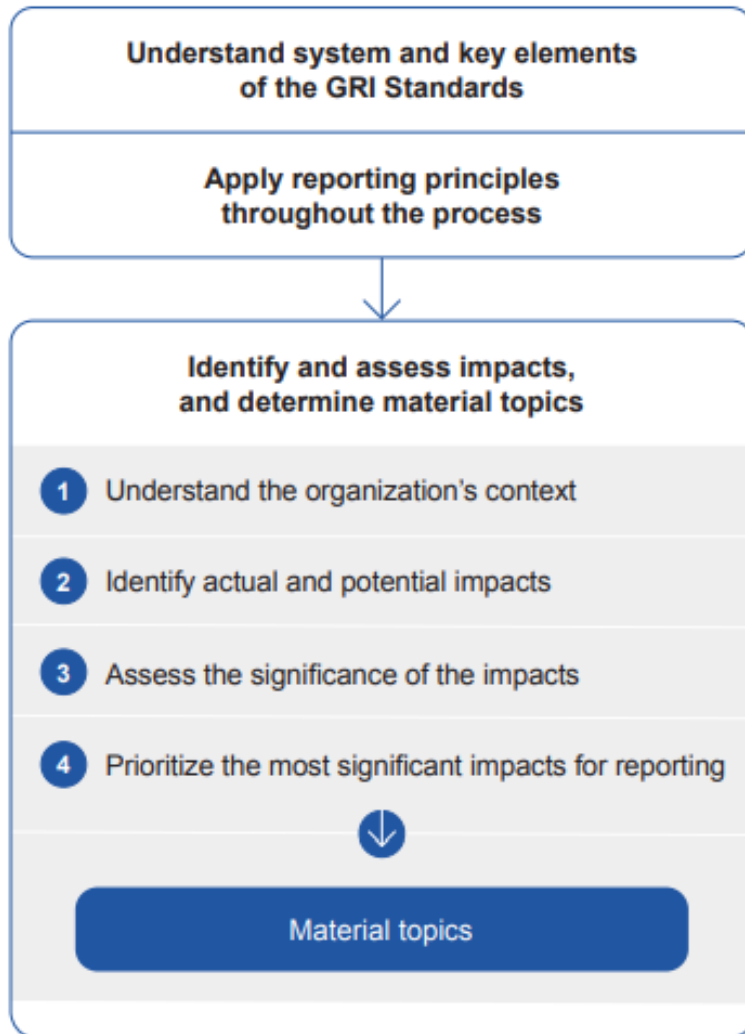 Understand system and key elements
of the GRI Standards
Apply reporting principles
throughout the process
Identify and assess impacts,
and determine material topics
1 Understand the organization’s context
2 Identify actual and potential impacts
3 Assess the significance of the impacts
4 Prioritize the most significant impacts for reporting
Material topics